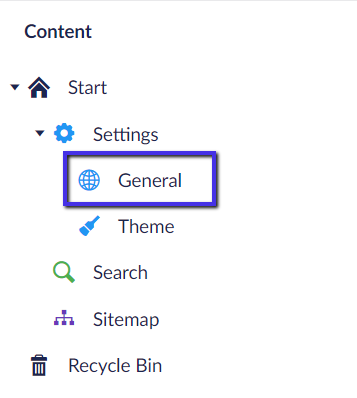 Content
Start
Settings
General
Theme
Search
Sitemap
Recycle Bin